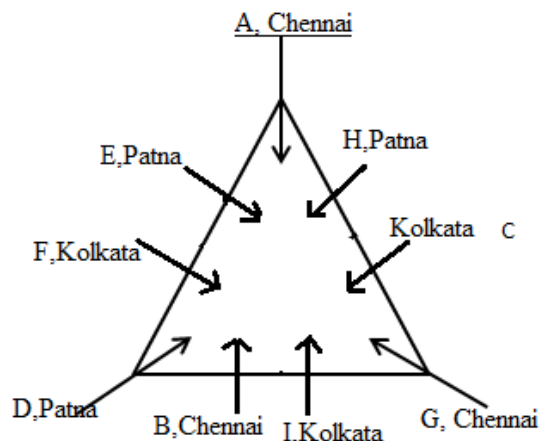 A, Chennai
E,Patna
H,Patna
F,Kolkata
Kolkata C
D,Patna
B,Chennai
I,Kolkata
G, Chennai